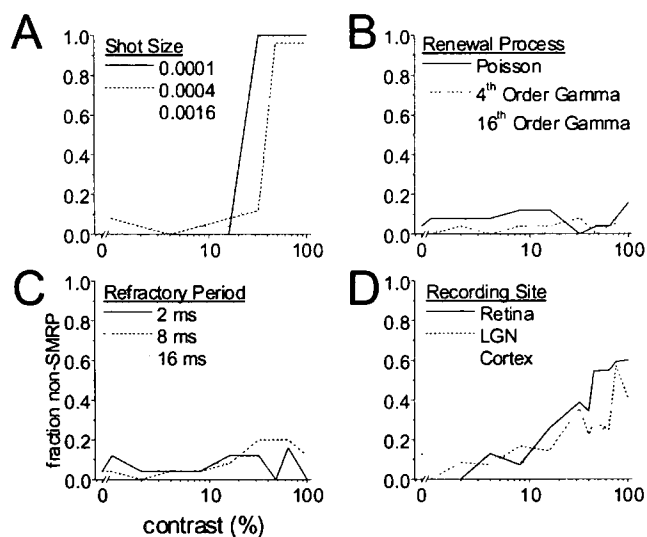 A
Shot Size
0.0001
0.0004
0.0016
1.0
0.8
0.6
0.4
0.2
0.0
0
10
100
B
Renewal Process
Poisson
4th Order Gamma
16th Order Gamma
1.0
0.8
0.6
0.4
0.2
0.0
0
10
100
C
Refractory Period
2 ms
8 ms
16 ms
1.0
0.8
0.6
0.4
0.2
0.0
0
10
100
fraction non-SMRP
contrast (%)
D
Recording Site
Retina
LGN
Cortex
1.0
0.8
0.6
0.4
0.2
0.0
0
10
100